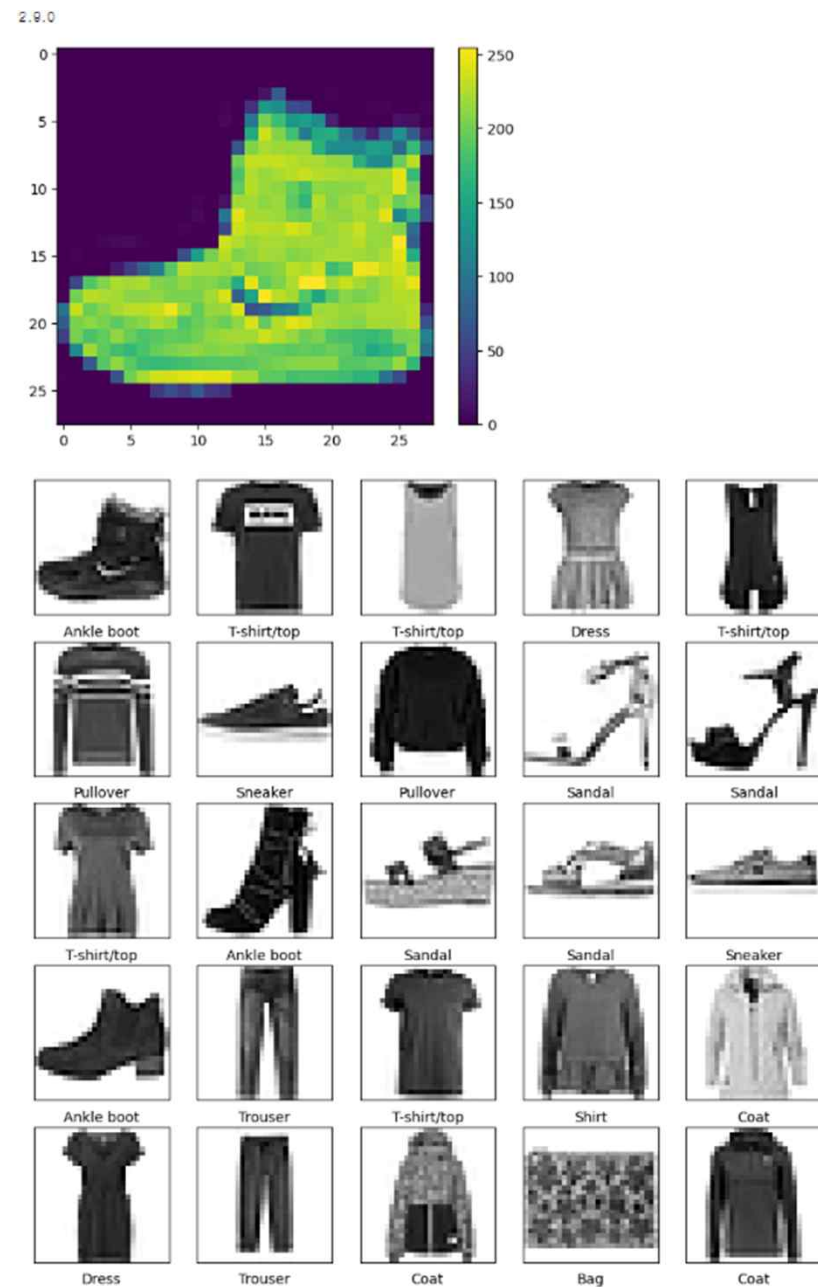 2.9.0
0
5
10
15
20
25
0 5 10 15 20 25
250
200
150
100
50
0
Ankle boot T-shirt/top T-shirt/top Dress T-shirt/top
Pullover Sneaker Pullover Sandal Sandal
T-shirt/top Ankle boot Sandal Sandal Sneaker
Ankle boot Trouser T-shirt/top Shirt Coat
Dress Trouser Coat Bag Coat